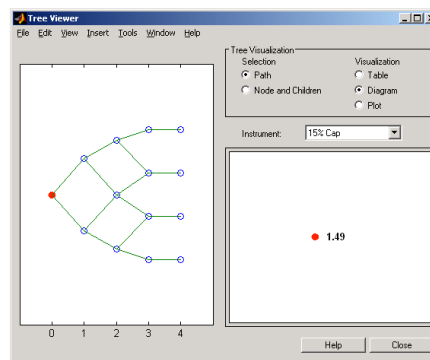 Tree Viewer
File Edit View Insert Tools Window Help
Tree Visualization
Selection
Visualization
Path
Table
Node and Children
Diagram
Plot
Instrument:
15% Cap
1.49
0 1 2 3 4
Help
Close